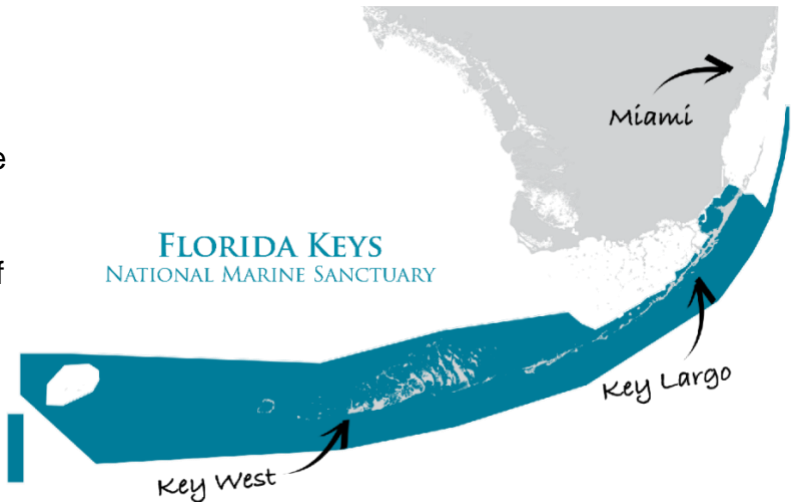 Miami
e
FLORIDA KEYS
NATIONAL MARINE SANCTUARY
f
Key Largo
Key West